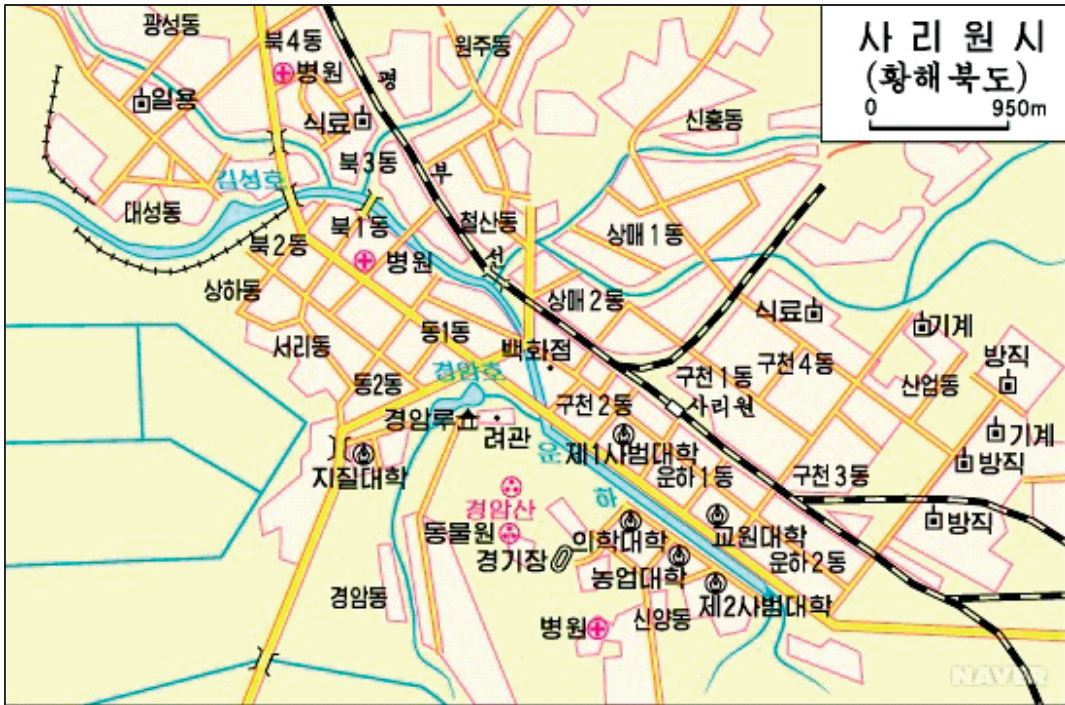 사리원시
(황해북도)
0 950m
광성동
북4동
병원
원주동
평
일용
식료
신흥동
북3동
부
김성호
대성동
북1동
철산동
상매1동
북2동
병원
선
상하동
상매2동
식료
기계
서리동
동1동
백화점
구천4동
방직
경암호
구천1동
산업동
동2동
구천2동
사리원
경암루
려관
기계
운
제1사범대학
방직
지질대학
운하1동
구천3동
경암산
하
동물원
의학대학
교원대학
방직
경기장
농업대학
운하2동
경암동
제2사범대학
신양동
병원
NAVER